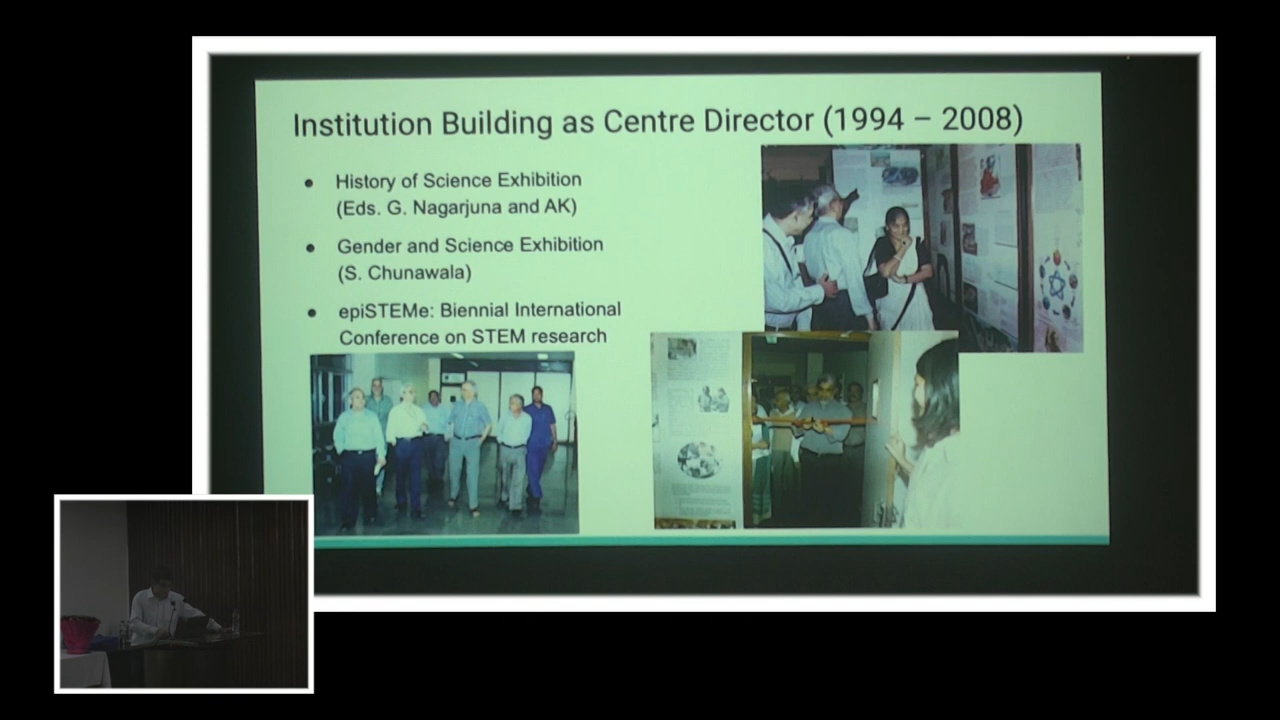 Institution Building as Centre Director (1994 – 2008)
● History of Science Exhibition
(Eds. G. Nagarjuna and AK)
● Gender and Science Exhibition
(S. Chunawala)
● epiSTEMe: Biennial International
Conference on STEM research